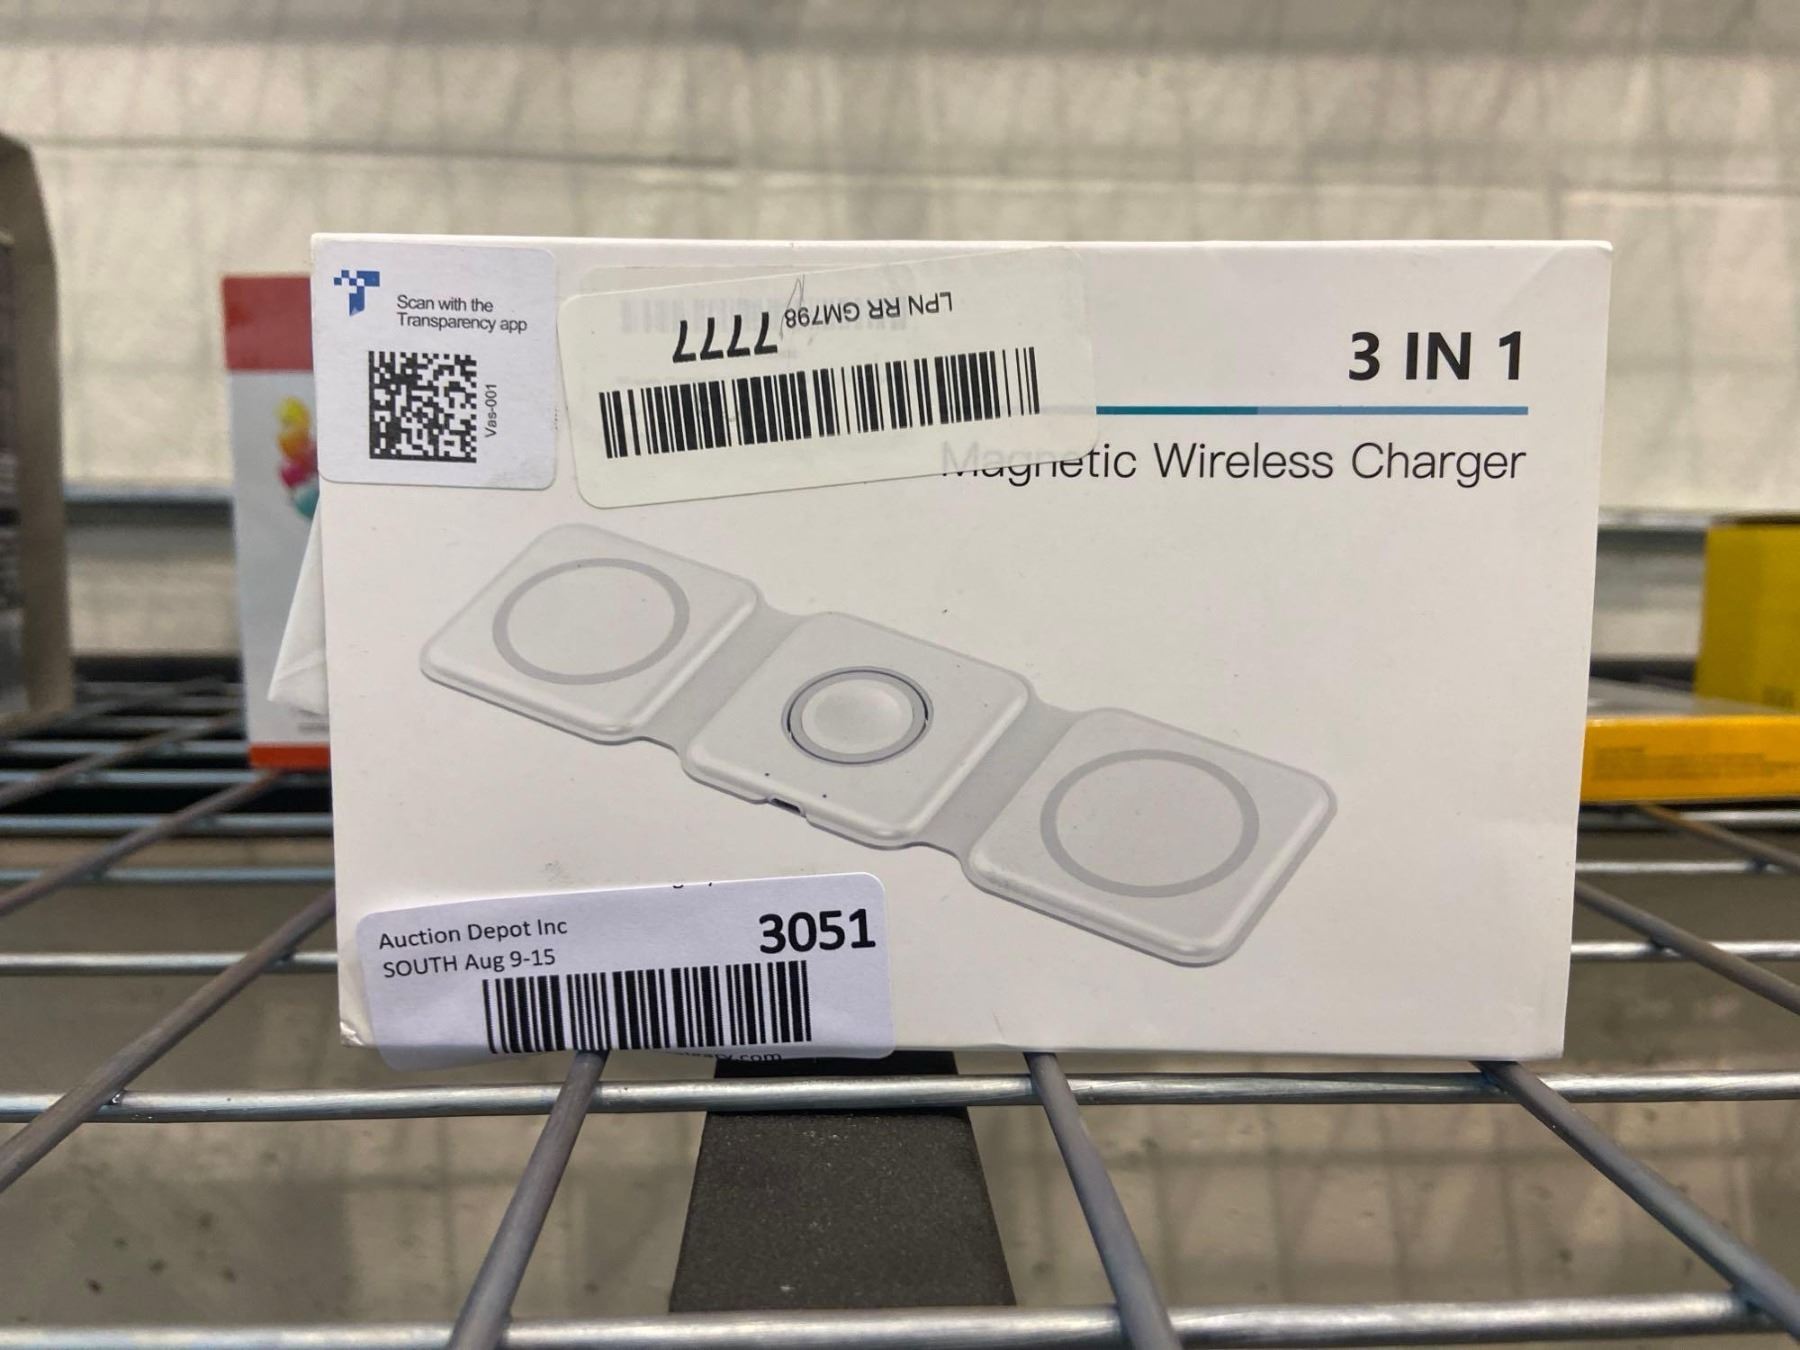 Scan with the
Transparency app
Vas-001
LPN RR GM798 7777
3 IN 1
Magnetic Wireless Charger
Auction Depot Inc
SOUTH Aug 9-15
3051